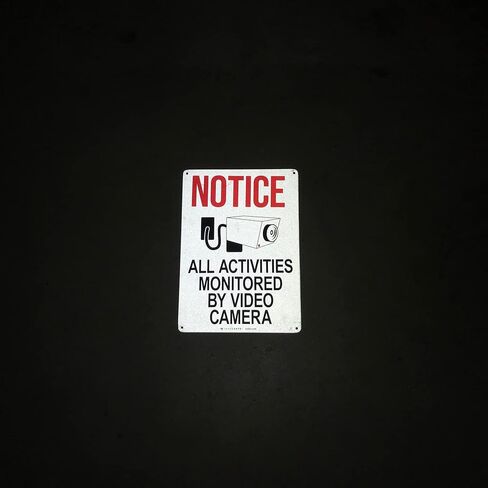 NOTICE
ALL ACTIVITIES
MONITORED
BY VIDEO
CAMERA